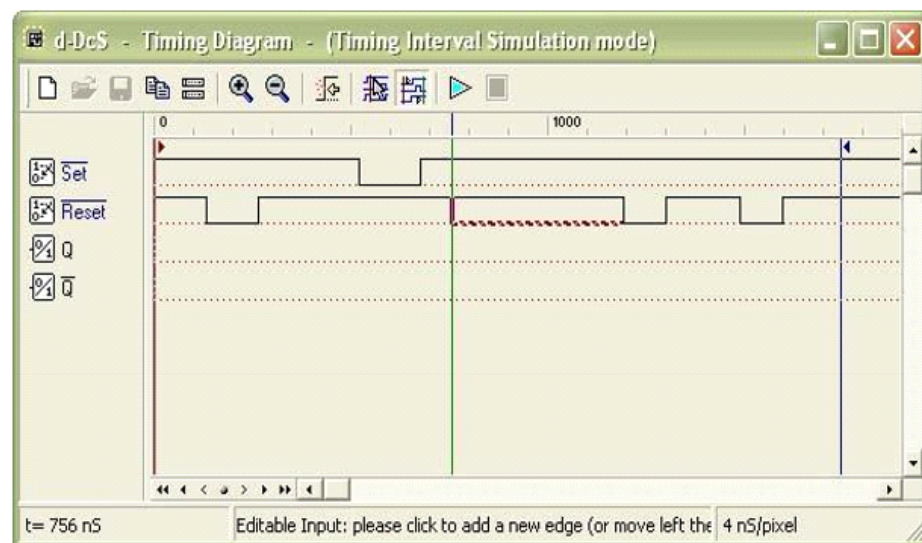 d-DcS - Timing Diagram - (Timing Interval Simulation mode)
0 1000
Set
Reset
Q
Q
t= 756 nS Editable Input: please click to add a new edge (or move left the 4 nS/pixel